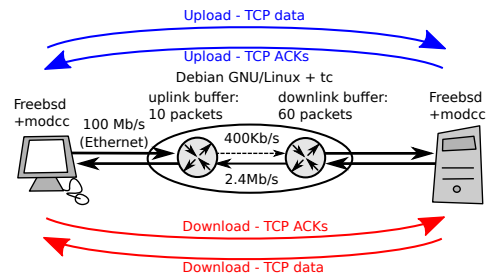 Upload - TCP data
Upload - TCP ACKs
Debian GNU/Linux + tc
Freebsd
+modcc
100 Mb/s
(Ethernet)
uplink buffer:
10 packets
downlink buffer:
60 packets
Freebsd
+modcc
400Kb/s
2.4Mb/s
Download - TCP ACKs
Download - TCP data